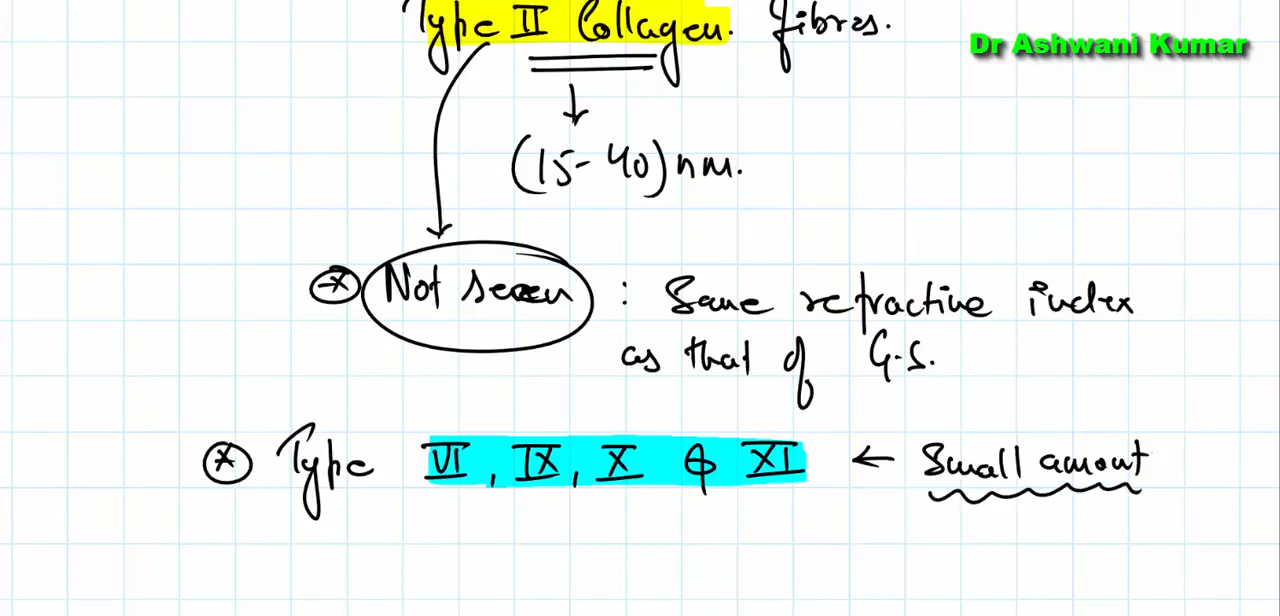 Type II Collagen. fibres.
Dr Ashwani Kumar
(15-40) nm.
* Not seen : Same refractive index
as that of G.S.
* Type VI, IX, X & XI ← Small amout